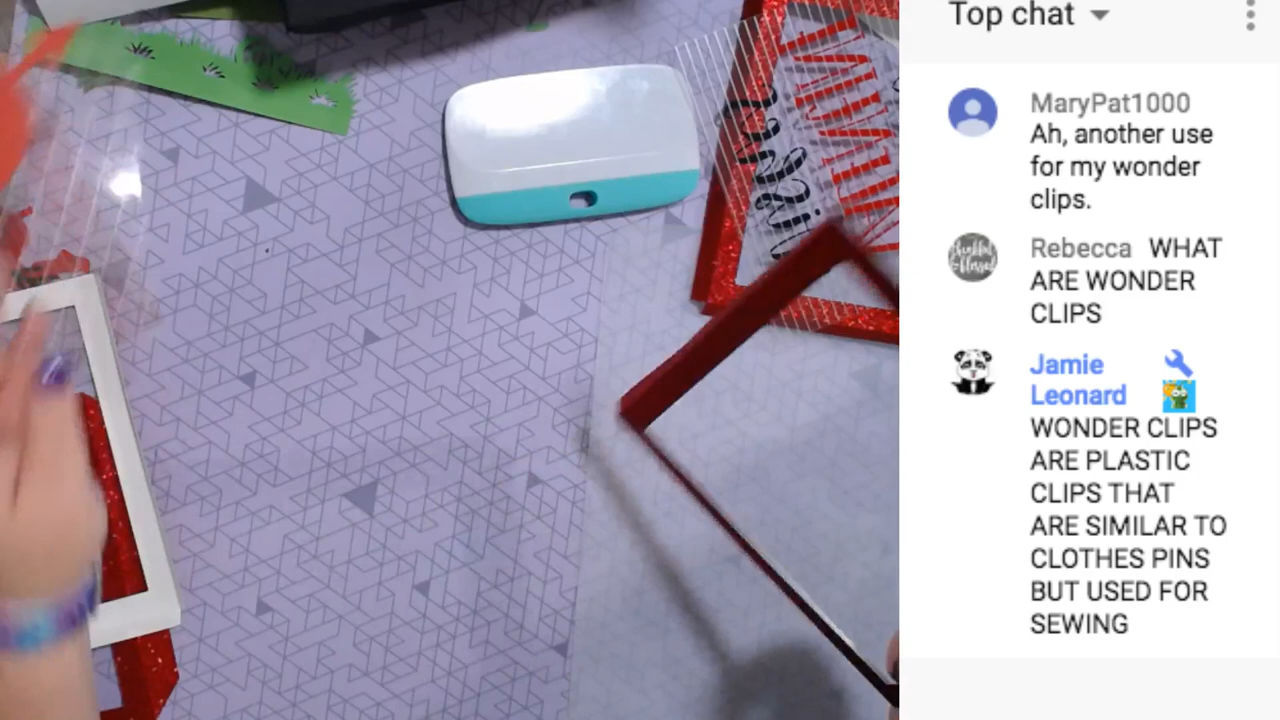 Top chat
MaryPat1000
Ah, another use
for my wonder
clips.
Rebecca WHAT
ARE WONDER
CLIPS
Jamie
Leonard
WONDER CLIPS
ARE PLASTIC
CLIPS THAT
ARE SIMILAR TO
CLOTHES PINS
BUT USED FOR
SEWING